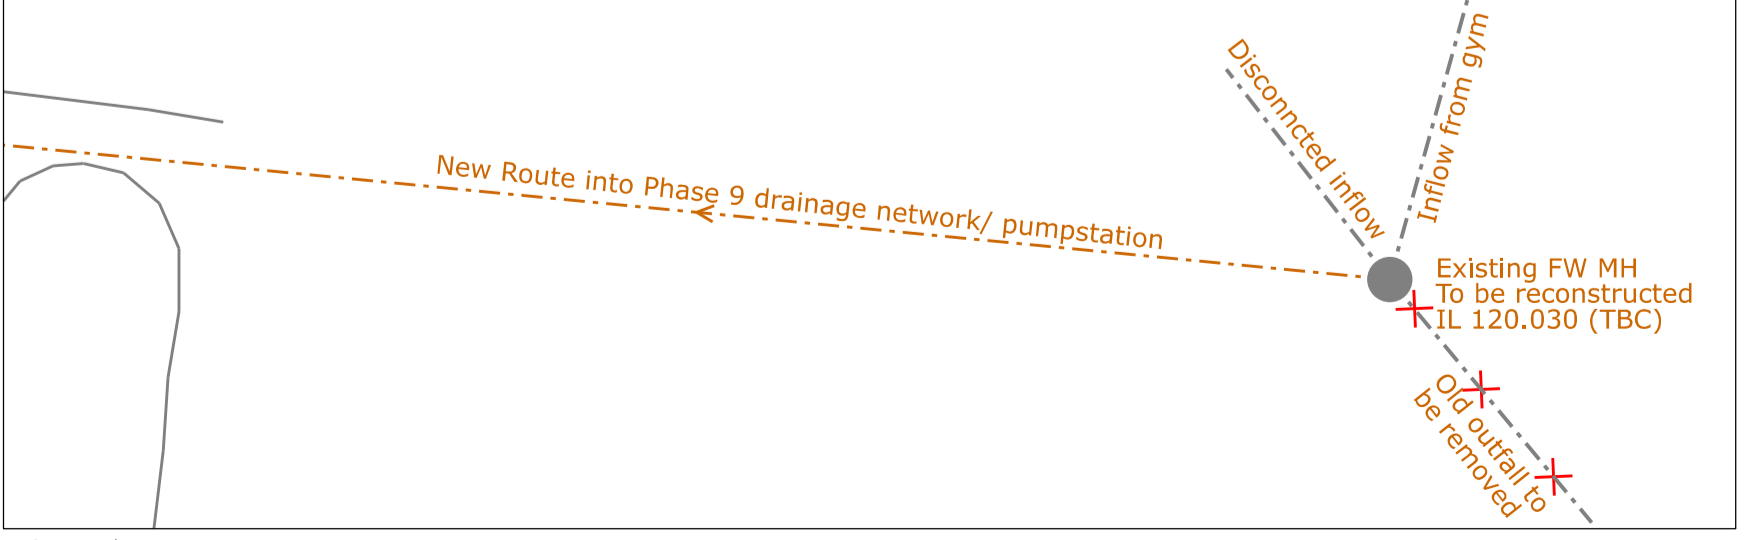 Disconncted inflow
Inflow from gym
New Route into Phase 9 drainage network/ pumpstation
Existing FW MH
To be reconstructed
IL 120.030 (TBC)
Old outfall to
be removed